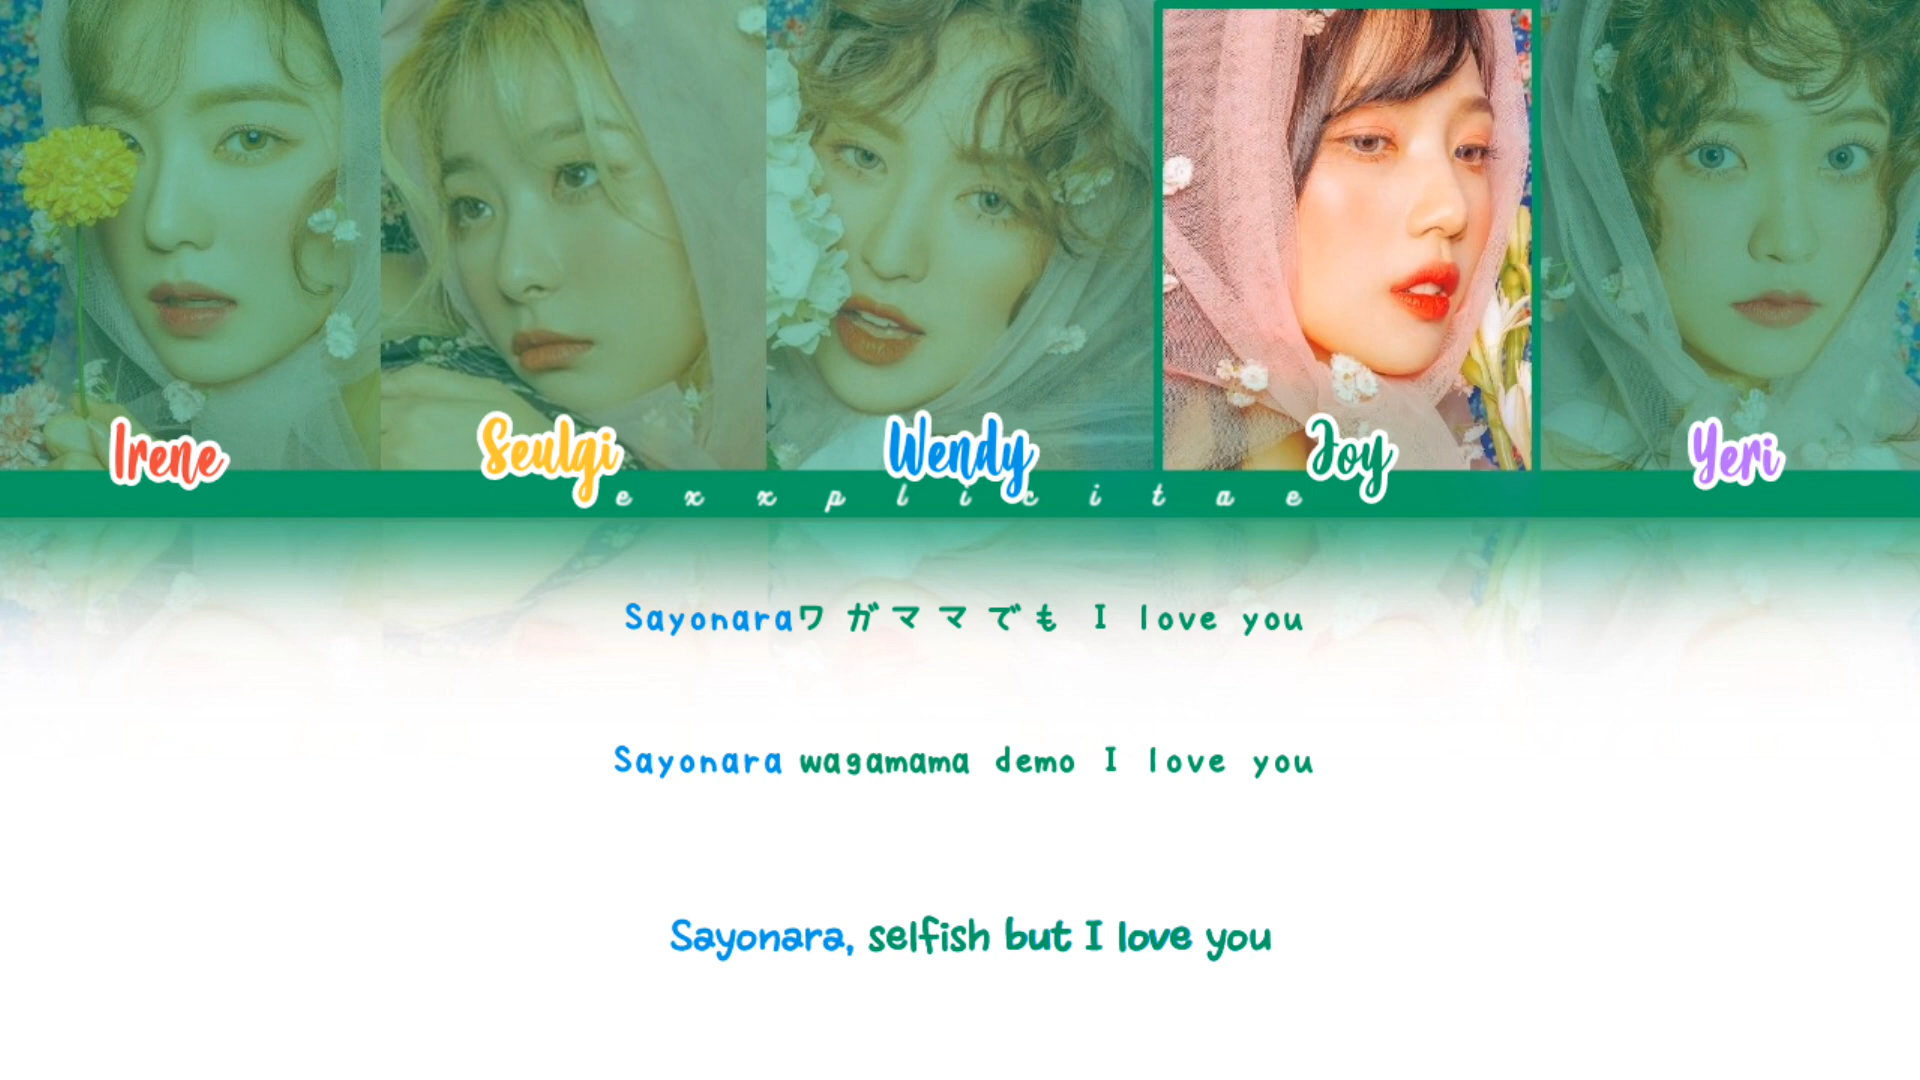 Irene Seulgi Wendy Joy Yeri
exxplicitae
Sayonaraワガママでも I love you
Sayonara wagamama demo I love you
Sayonara, selfish but I love you